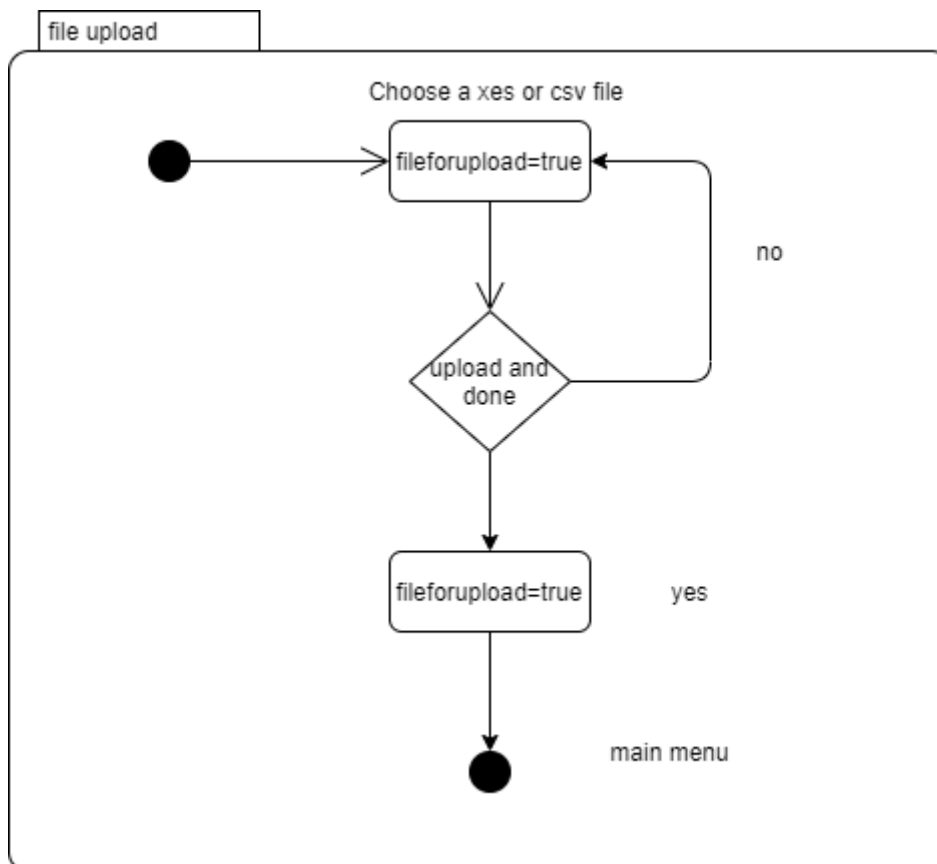 file upload
Choose a xes or csv file
fileforupload=true
no
upload and
done
fileforupload=true
yes
main menu